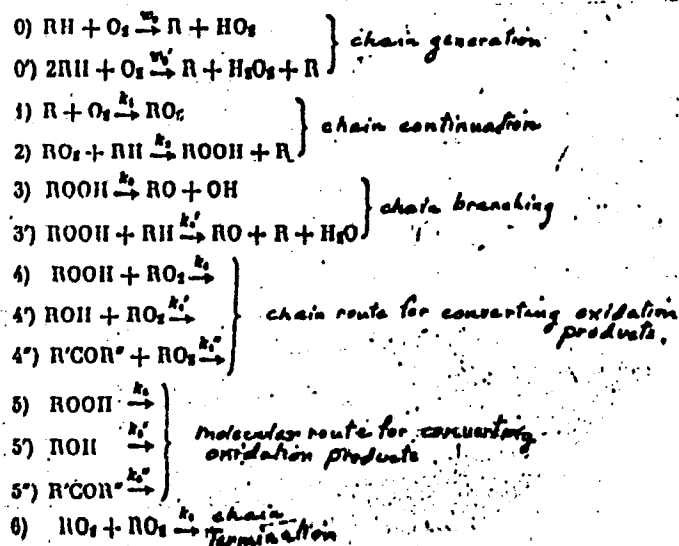 0) RH + O₂ —w₀→ R + HO₂
0') 2RH + O₂ —w₀'→ R + H₂O₂ + R
chain generation
1) R + O₂ —k₁→ RO₂
2) RO₂ + RH —k₂→ ROOH + R
chain continuation
3) ROOH —k₃→ RO + OH
3') ROOH + RH —k₃'→ RO + R + H₂O
chain branching
4) ROOH + RO₂ —k₄→
4') ROH + RO₂ —k₄'→
4") R'COR" + RO₂ —k₄"→
chain route for converting oxidation
products.
5) ROOH —k₅→
5') ROH —k₅'→
5") R'COR" —k₅"→
molecular route for converting
oxidation products
6) RO₂ + RO₂ —k₆→ chain
termination